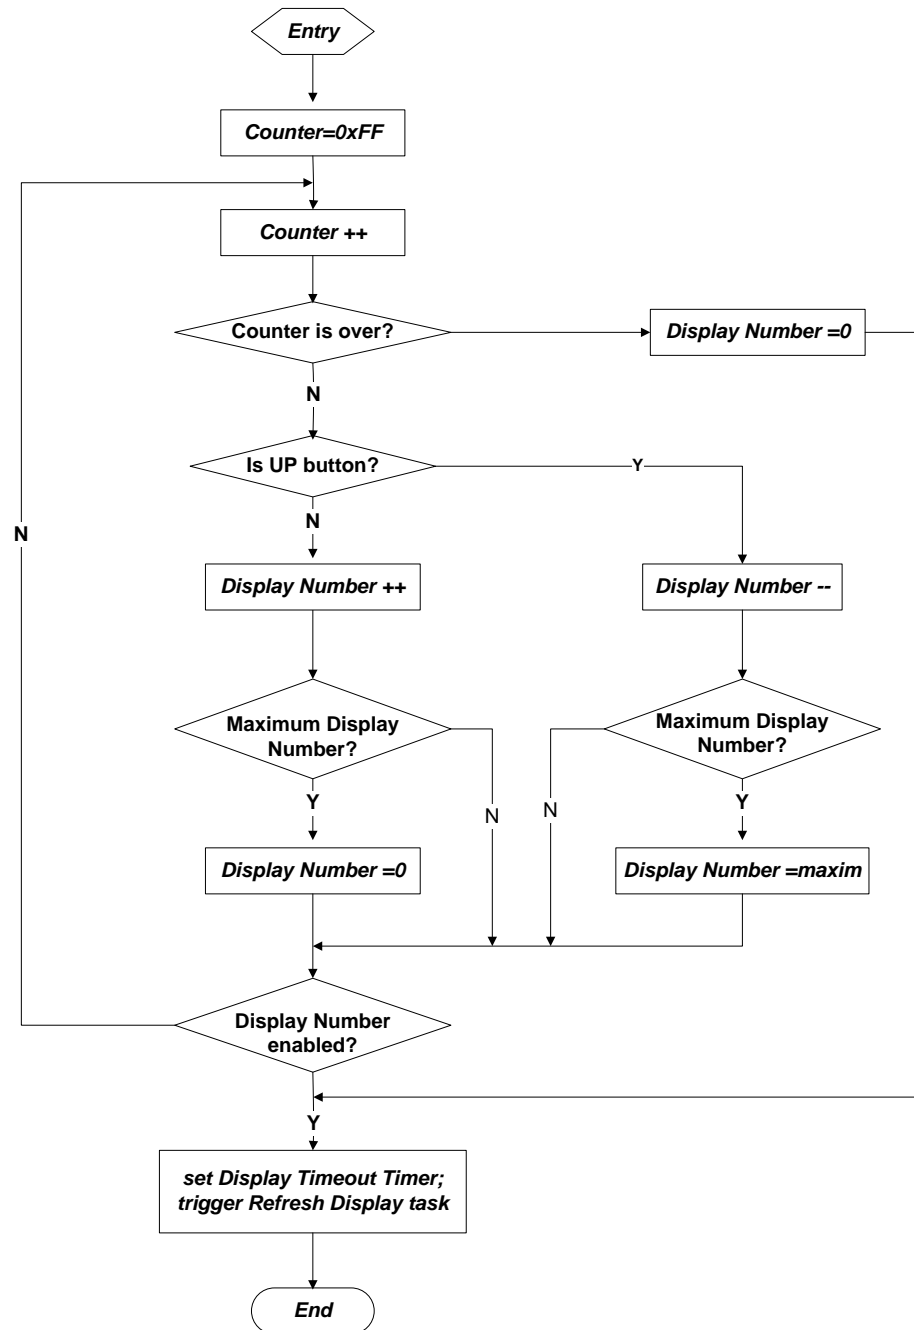 Entry
Counter=0xFF
Counter ++
Counter is over?
Display Number =0
N
Is UP button?
Y
N
N
Display Number ++
Display Number --
Maximum Display
Number?
Maximum Display
Number?
Y
N
N
Y
Display Number =0
Display Number =maxim
Display Number
enabled?
Y
set Display Timeout Timer;
trigger Refresh Display task
End